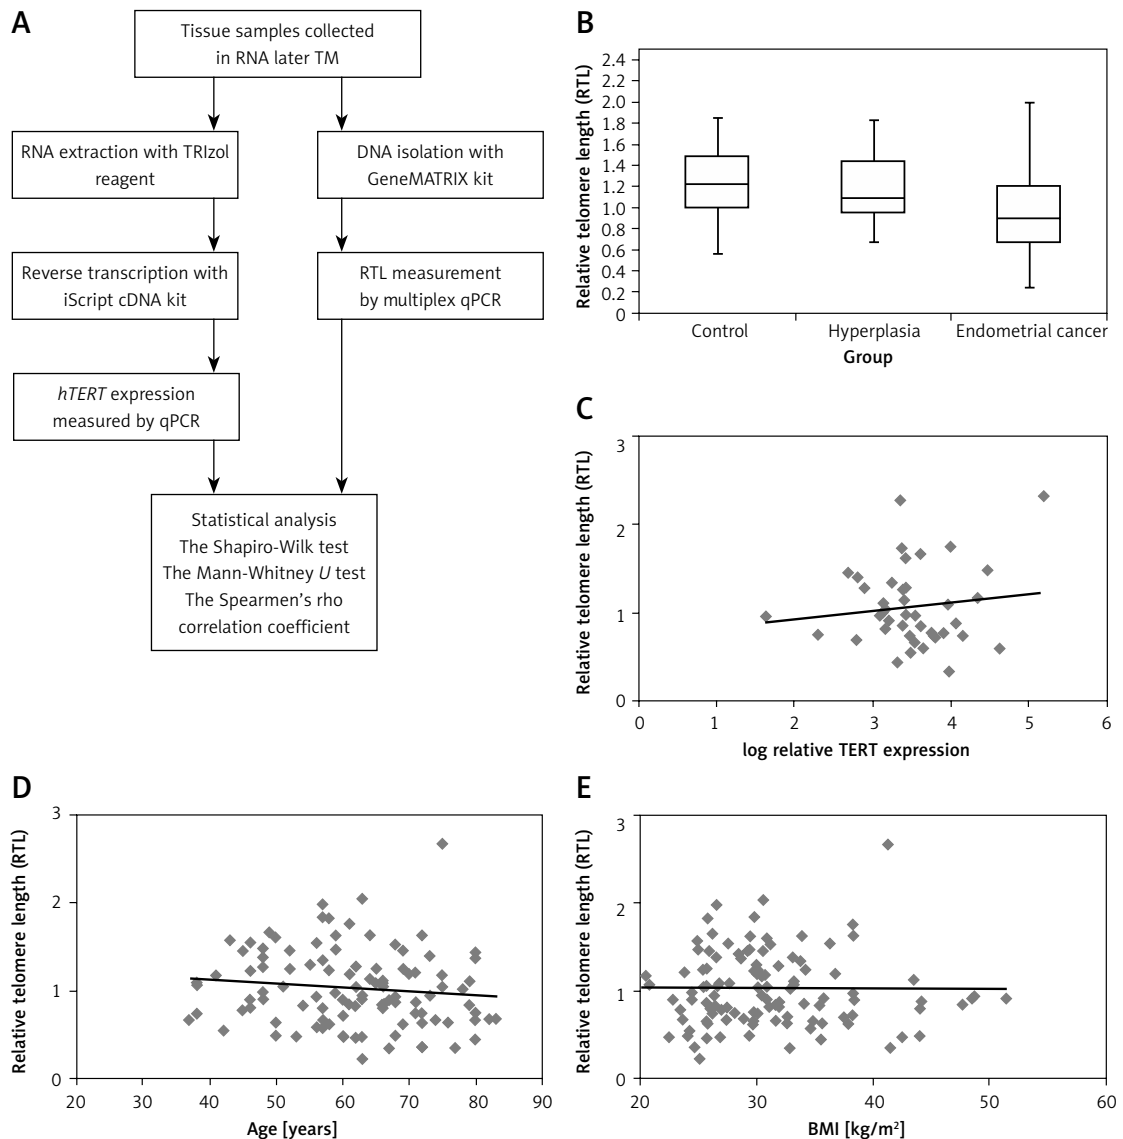 A
Tissue samples collected
in RNA later TM
RNA extraction with TRIzol
reagent
DNA isolation with
GeneMATRIX kit
Reverse transcription with
iScript cDNA kit
RTL measurement
by multiplex qPCR
hTERT expression
measured by qPCR
Statistical analysis
The Shapiro-Wilk test
The Mann-Whitney U test
The Spearmen’s rho
correlation coefficient
B
Relative telomere length (RTL)
2.4
2.2
2.0
1.8
1.6
1.4
1.2
1.0
0.8
0.6
0.4
0.2
0
Control Hyperplasia Endometrial cancer
Group
C
Relative telomere length (RTL)
3
2
1
0
0 1 2 3 4 5 6
log relative TERT expression
D
Relative telomere length (RTL)
3
2
1
0
20 30 40 50 60 70 80 90
Age [years]
E
Relative telomere length (RTL)
3
2
1
0
20 30 40 50 60
BMI [kg/m²]